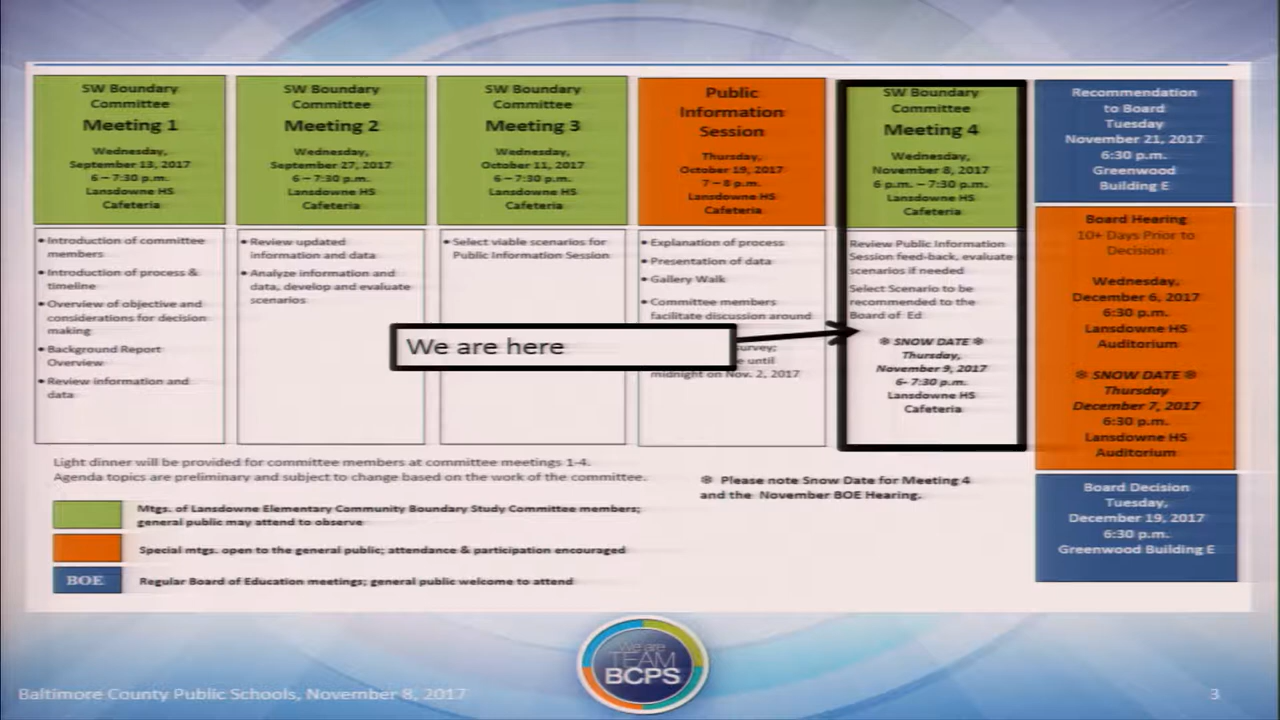 SW Boundary
Committee
Meeting 1
Wednesday,
September 13, 2017
6 – 7:30 p.m.
Lansdowne HS
Cafeteria
• Introduction of committee
members
• Introduction of process &
timeline
• Overview of objective and
considerations for decision
making
• Background Report
Overview
• Review information and
data
SW Boundary
Committee
Meeting 2
Wednesday,
September 27, 2017
6 – 7:30 p.m.
Lansdowne HS
Cafeteria
• Review updated
information and data
• Analyze information and
data, develop and evaluate
scenarios
SW Boundary
Committee
Meeting 3
Wednesday,
October 11, 2017
6 – 7:30 p.m.
Lansdowne HS
Cafeteria
• Select viable scenarios for
Public Information Session
Public
Information
Session
Thursday,
October 19, 2017
7 – 8 p.m.
Lansdowne HS
Cafeteria
• Explanation of process
• Presentation of data
• Gallery Walk
• Committee members
facilitate discussion around
until
midnight on Nov. 2, 2017
We are here
SW Boundary
Committee
Meeting 4
Wednesday,
November 8, 2017
6 p.m. – 7:30 p.m.
Lansdowne HS
Cafeteria
Review Public Information
Session feed-back, evaluate
scenarios if needed
Select Scenario to be
recommended to the
Board of Ed
❄ SNOW DATE ❄
Thursday,
November 9, 2017
6- 7:30 p.m.
Lansdowne HS
Cafeteria
Recommendation
to Board
Tuesday
November 21, 2017
6:30 p.m.
Greenwood
Building E
Board Hearing
10+ Days Prior to
Decision
Wednesday,
December 6, 2017
6:30 p.m.
Lansdowne HS
Auditorium
❄ SNOW DATE ❄
Thursday
December 7, 2017
6:30 p.m.
Lansdowne HS
Auditorium
Board Decision
Tuesday,
December 19, 2017
6:30 p.m.
Greenwood Building E
Light dinner will be provided for committee members at committee meetings 1-4.
Agenda topics are preliminary and subject to change based on the work of the committee.
❄ Please note Snow Date for Meeting 4
and the November BOE Hearing.
Mtgs. of Lansdowne Elementary Community Boundary Study Committee members;
general public may attend to observe
Special mtgs. open to the general public; attendance & participation encouraged
BOE
Regular Board of Education meetings; general public welcome to attend
We are
TEAM
BCPS
Baltimore County Public Schools, November 8, 2017
3